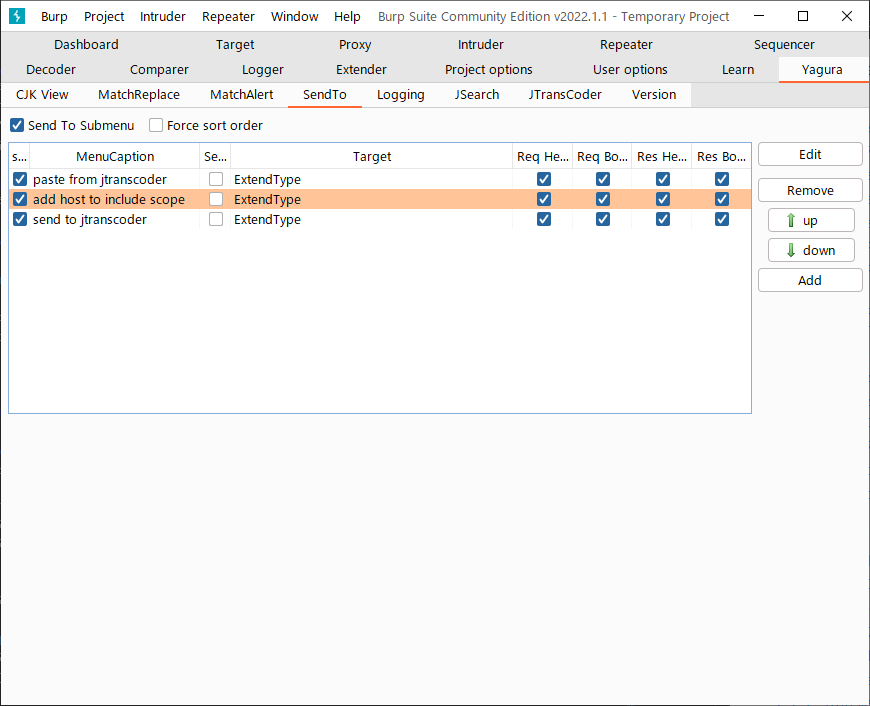 Burp Project Intruder Repeater Window Help Burp Suite Community Edition v2022.1.1 - Temporary Project
Dashboard Target Proxy Intruder Repeater Sequencer
Decoder Comparer Logger Extender Project options User options Learn Yagura
CJK View MatchReplace MatchAlert SendTo Logging JSearch JTransCoder Version
Send To Submenu Force sort order
s... MenuCaption Se... Target Req He... Req Bo... Res He... Res Bo... Edit
paste from jtranscoder ExtendType
Remove
add host to include scope ExtendType
send to jtranscoder ExtendType
up
down
Add